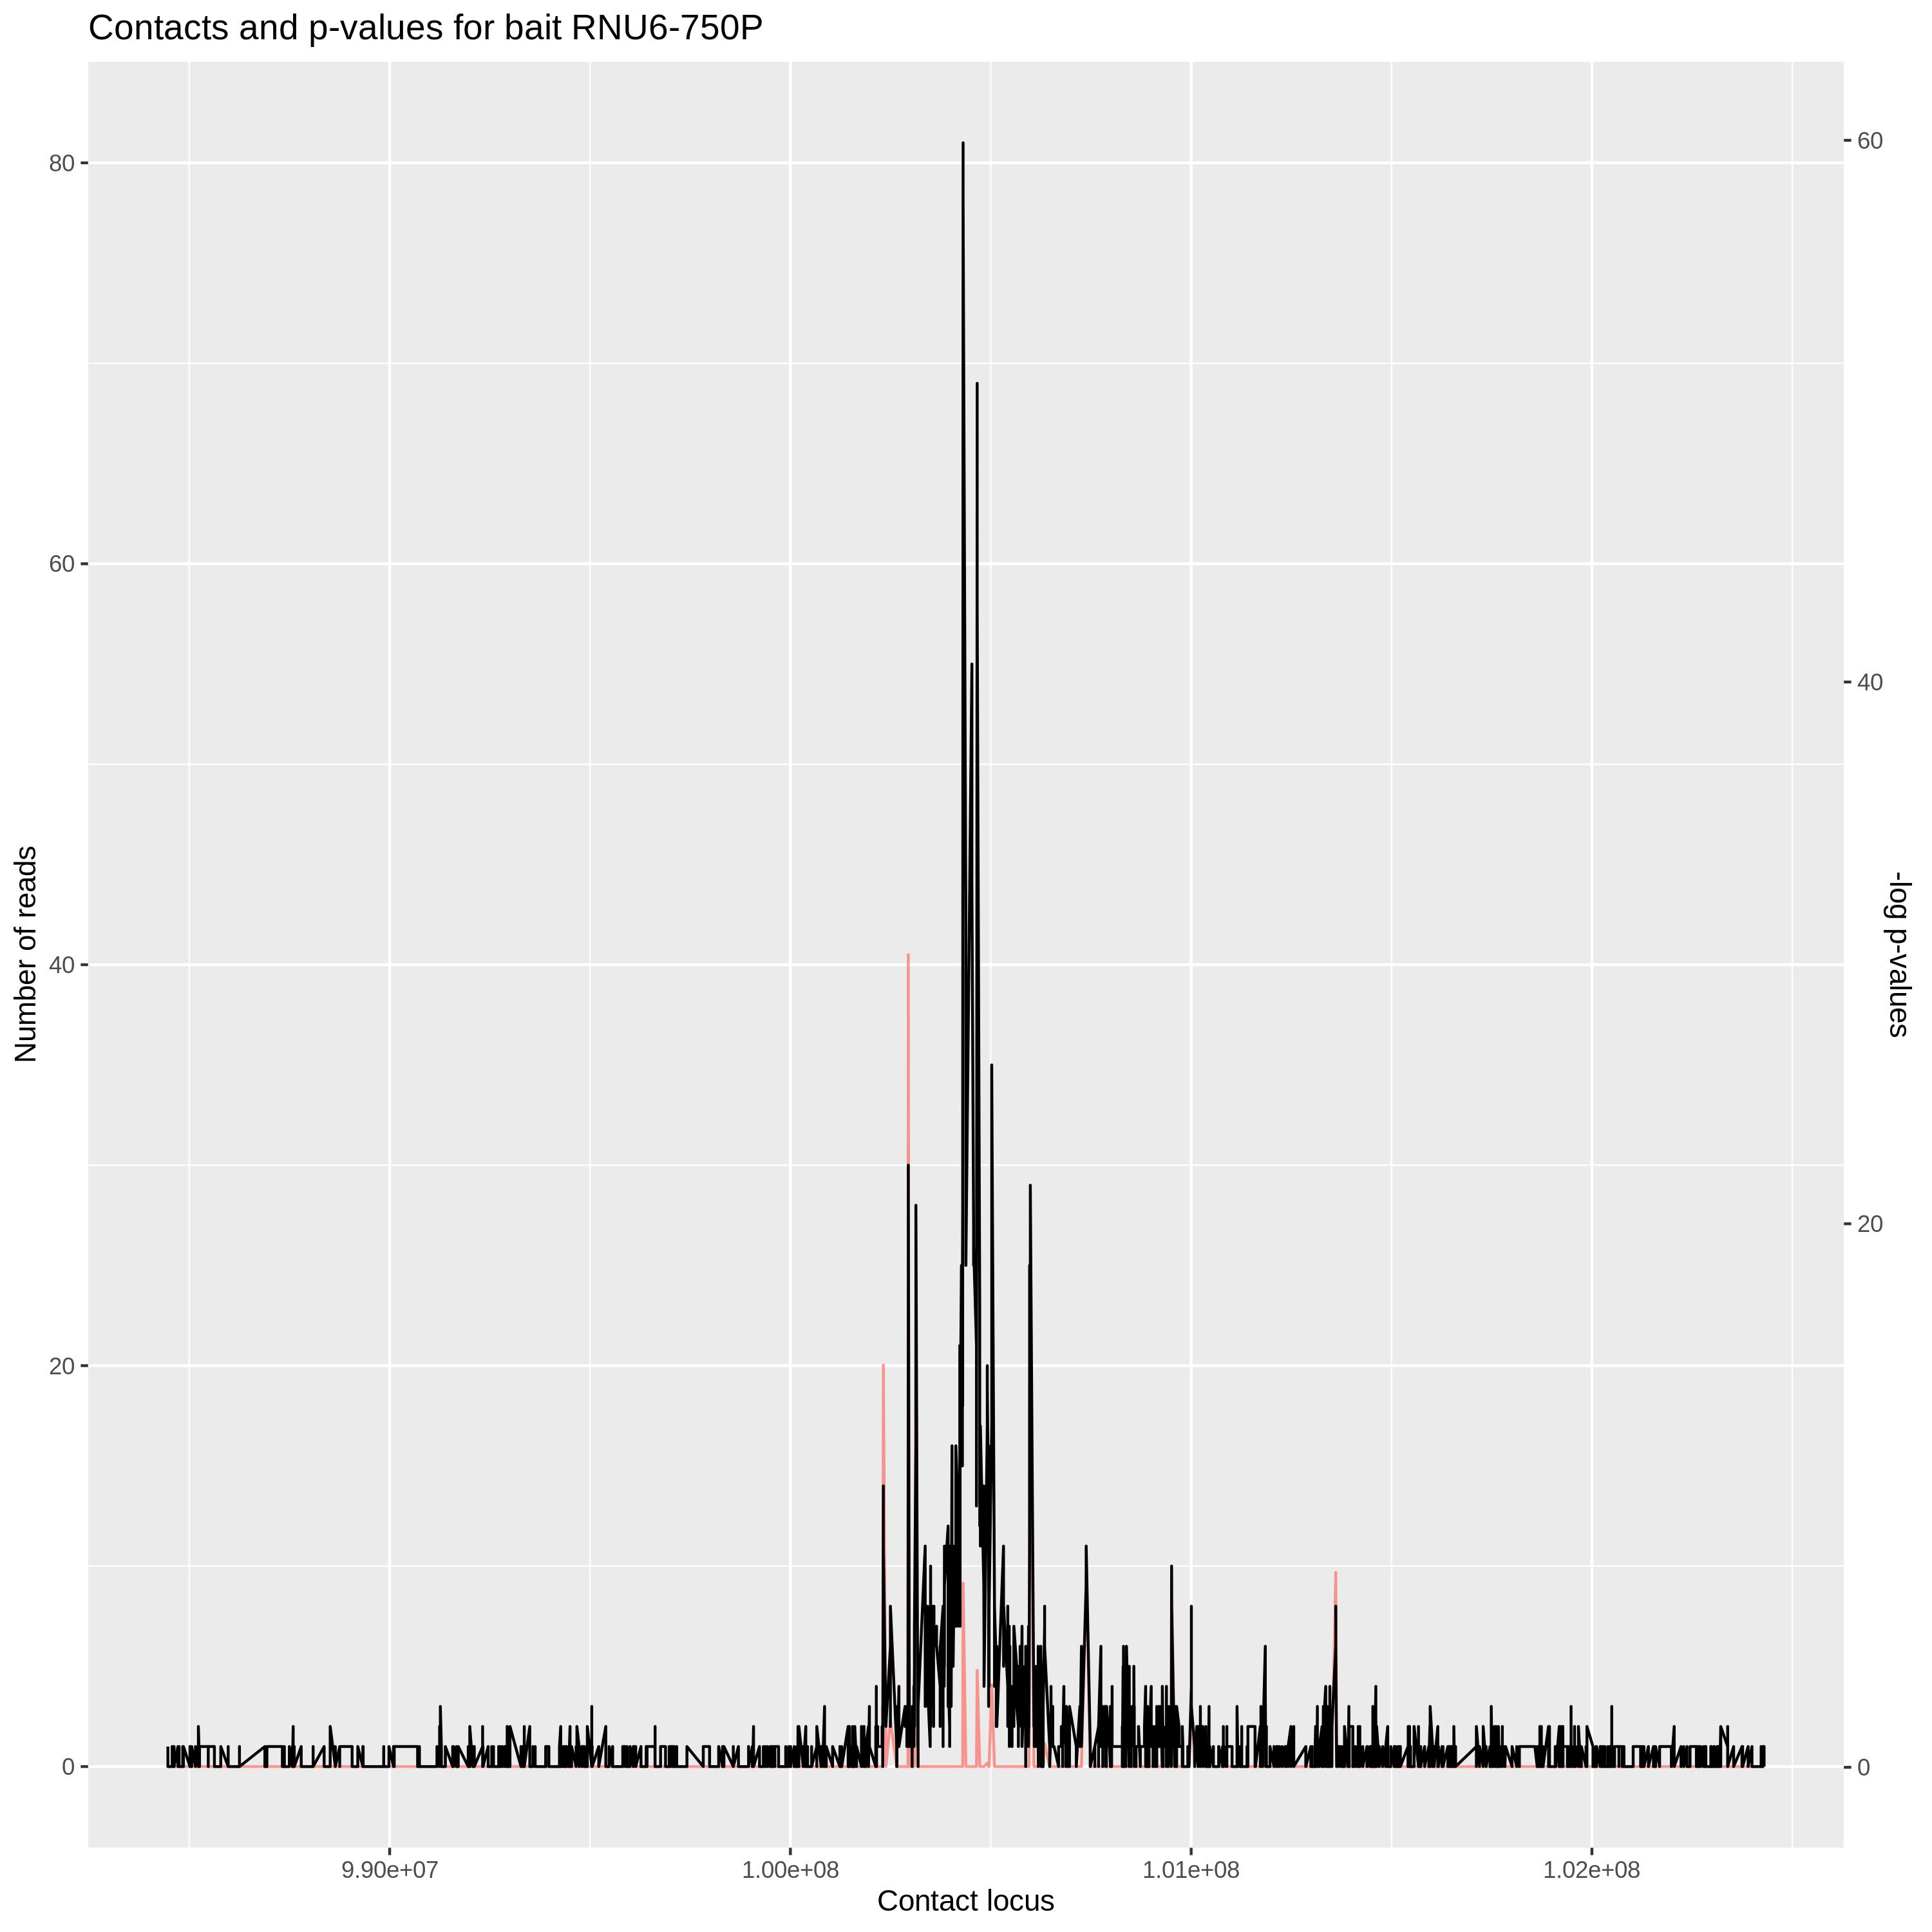 Contacts and p-values for bait RNU6-750P
80
60
40
20
0
Number of reads
60
40
20
0
-log p-values
9.90e+07
1.00e+08
1.01e+08
1.02e+08
Contact locus